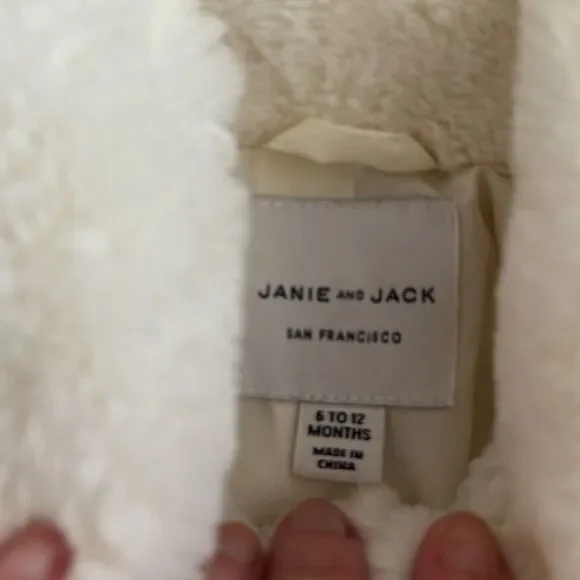 JANIE AND JACK
SAN FRANCISCO
6 TO 12
MONTHS
MADE IN
CHINA